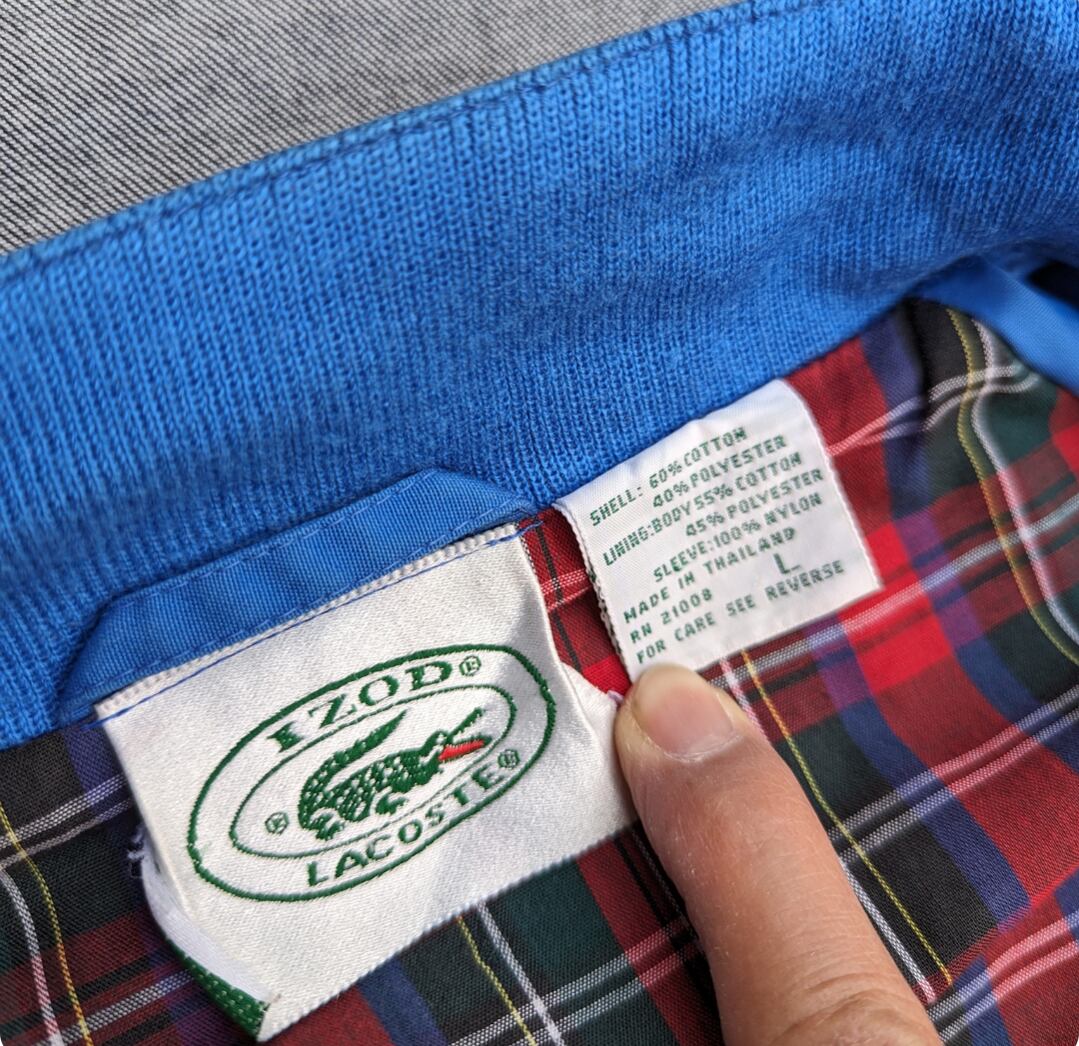 IZOD®
®
LACOSTE®
SHELL: 60% COTTON
40% POLYESTER
LINING:BODY 55% COTTON
45% POLYESTER
SLEEVE:100% NYLON
MADE IN THAILAND
L
RN 21008
FOR CARE SEE REVERSE